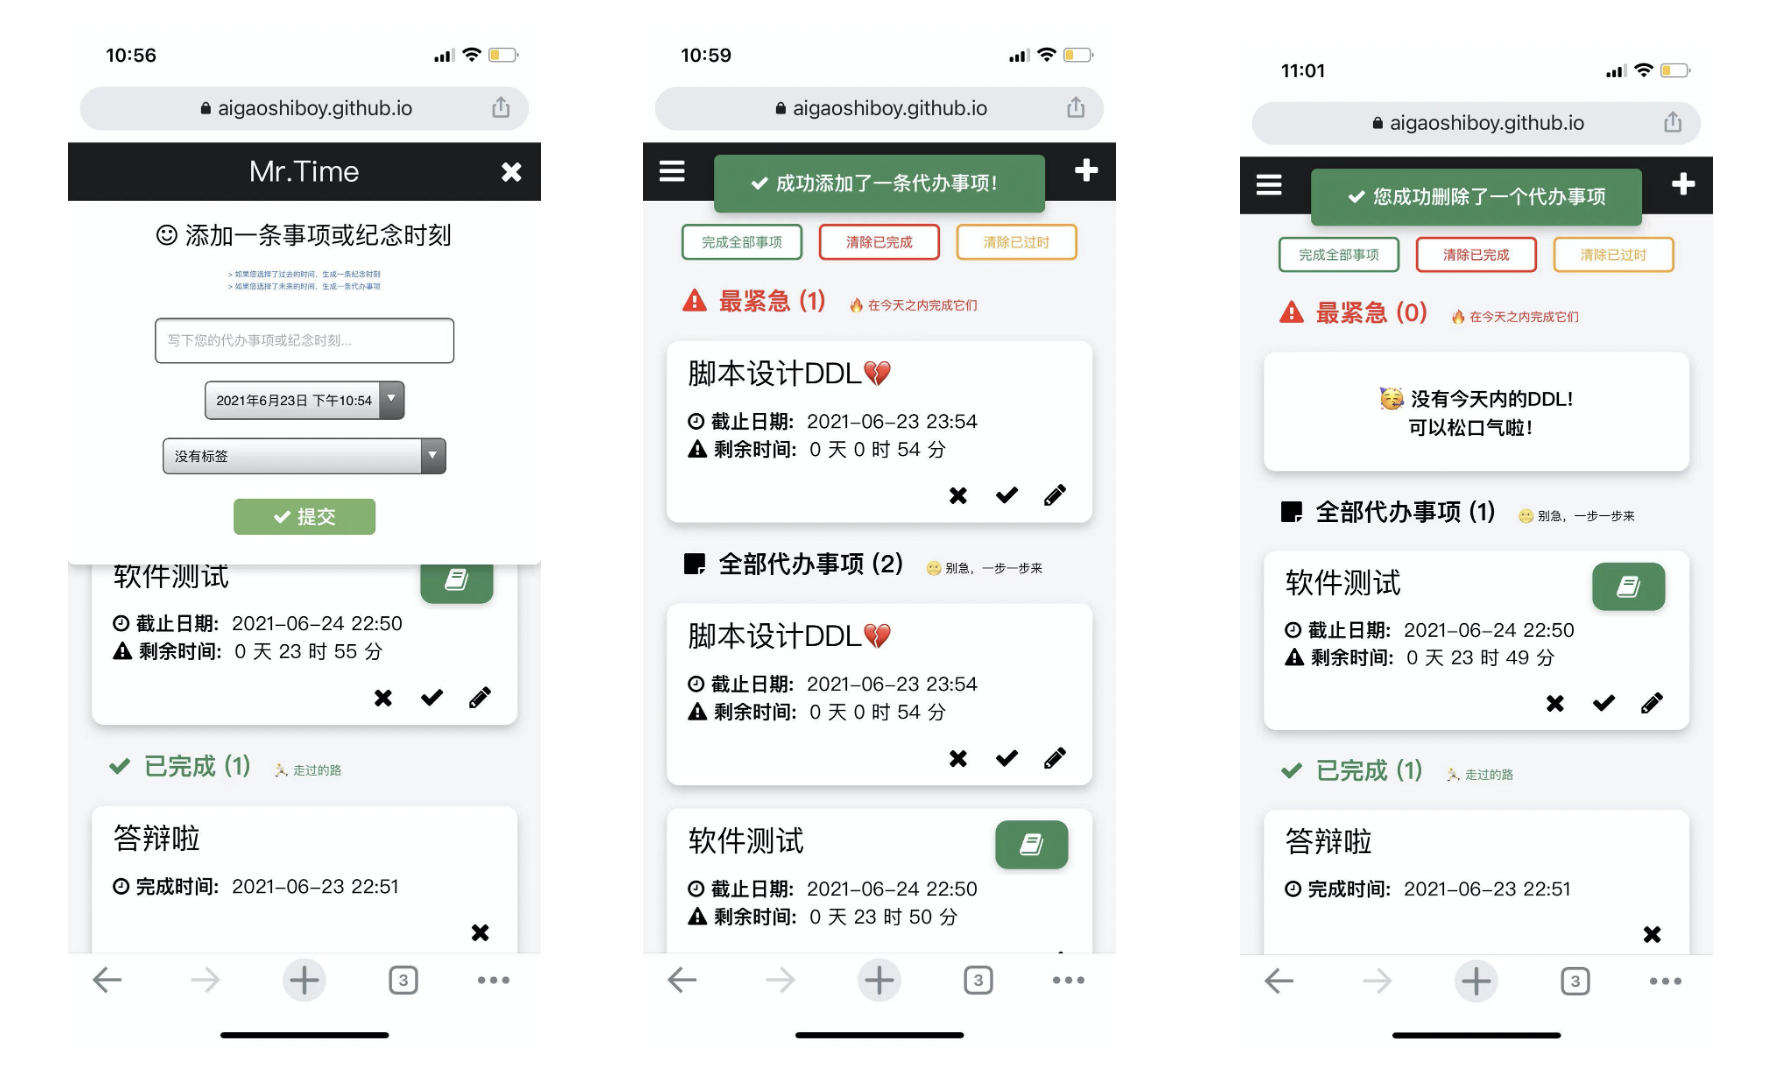 10:56
aigaoshiboy.github.io
Mr.Time
添加一条事项或纪念时刻
> 如果您选择了过去的时间，生成一条纪念时刻
> 如果您选择了未来的时间，生成一条代办事项
写下您的代办事项或纪念时刻...
2021年6月23日 下午10:54
没有标签
提交
软件测试
截止日期: 2021-06-24 22:50
剩余时间: 0 天 23 时 55 分
已完成 (1) 走过的路
答辩啦
完成时间: 2021-06-23 22:51
3
10:59
aigaoshiboy.github.io
成功添加了一条代办事项!
完成全部事项 清除已完成 清除已过时
最紧急 (1) 在今天之内完成它们
脚本设计DDL💔
截止日期: 2021-06-23 23:54
剩余时间: 0 天 0 时 54 分
全部代办事项 (2) 别急，一步一步来
脚本设计DDL💔
截止日期: 2021-06-23 23:54
剩余时间: 0 天 0 时 54 分
软件测试
截止日期: 2021-06-24 22:50
剩余时间: 0 天 23 时 50 分
3
11:01
aigaoshiboy.github.io
您成功删除了一个代办事项
完成全部事项 清除已完成 清除已过时
最紧急 (0) 在今天之内完成它们
🥳 没有今天内的DDL!
可以松口气啦!
全部代办事项 (1) 别急，一步一步来
软件测试
截止日期: 2021-06-24 22:50
剩余时间: 0 天 23 时 49 分
已完成 (1) 走过的路
答辩啦
完成时间: 2021-06-23 22:51
3